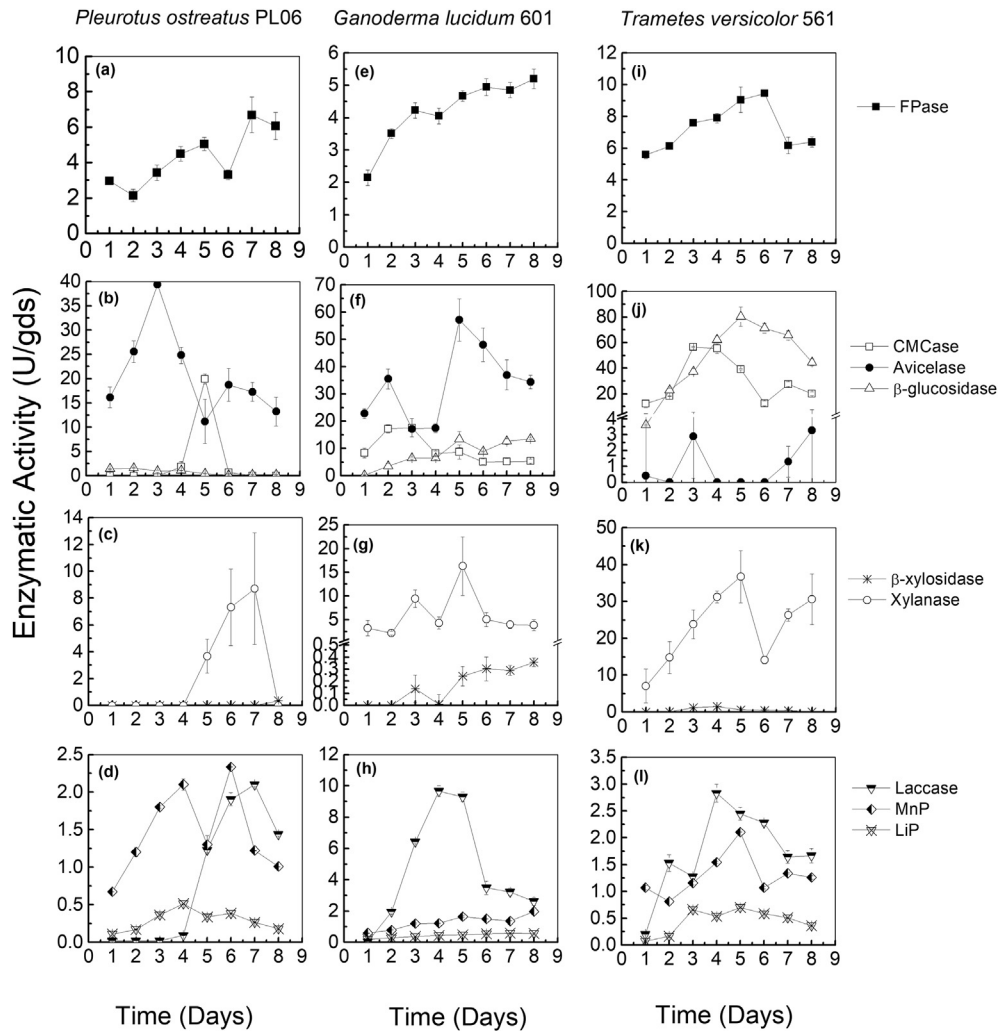 Pleurotus ostreatus PL06
Ganoderma lucidum 601
Trametes versicolor 561
Enzymatic Activity (U/gds)
(a)
10
8
6
4
2
0
0 1 2 3 4 5 6 7 8 9
(e)
6
5
4
3
2
1
0
0 1 2 3 4 5 6 7 8 9
(i)
12
10
8
6
4
2
0
0 1 2 3 4 5 6 7 8 9
FPase
(b)
40
35
30
25
20
15
10
5
0
0 1 2 3 4 5 6 7 8 9
(f)
70
60
50
40
30
20
10
0
0 1 2 3 4 5 6 7 8 9
(j)
100
80
60
40
20
4
3
2
1
0
0 1 2 3 4 5 6 7 8 9
CMCase
Avicelase
β-glucosidase
(c)
14
12
10
8
6
4
2
0
0 1 2 3 4 5 6 7 8 9
(g)
25
20
15
10
5
0.5
0.4
0.3
0.2
0.1
0.0
0 1 2 3 4 5 6 7 8 9
(k)
50
40
30
20
10
0
0 1 2 3 4 5 6 7 8 9
β-xylosidase
Xylanase
(d)
2.5
2.0
1.5
1.0
0.5
0.0
0 1 2 3 4 5 6 7 8 9
(h)
12
10
8
6
4
2
0
0 1 2 3 4 5 6 7 8 9
(l)
3.5
3.0
2.5
2.0
1.5
1.0
0.5
0.0
0 1 2 3 4 5 6 7 8 9
Laccase
MnP
LiP
Time (Days)
Time (Days)
Time (Days)